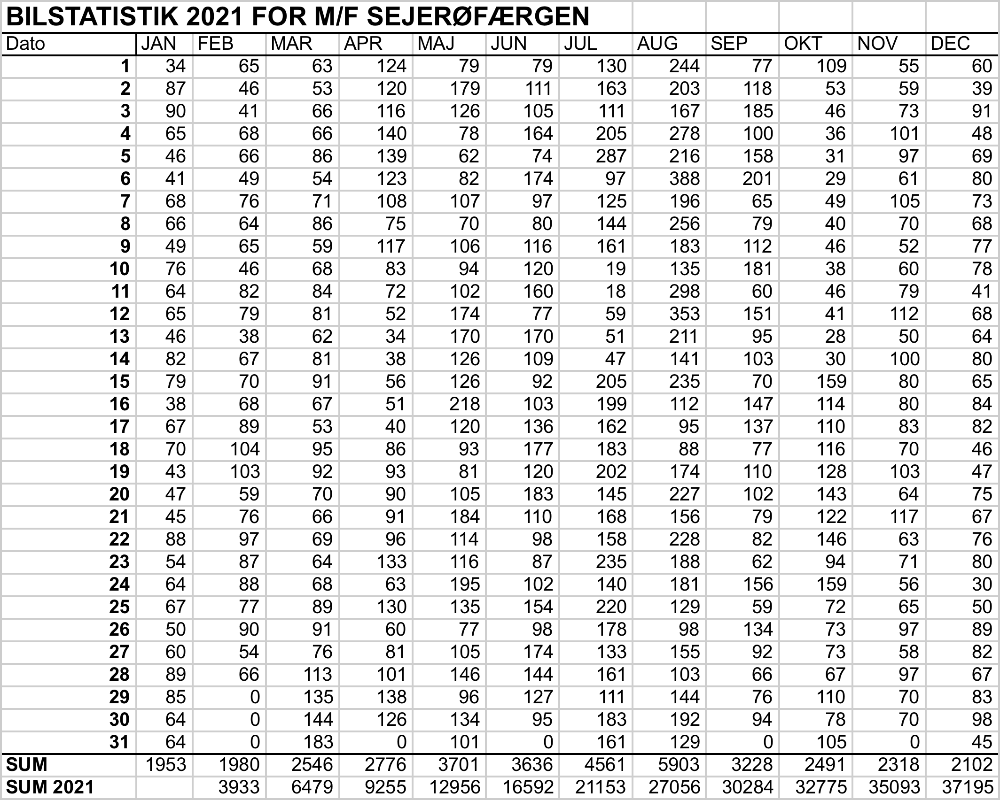 BILSTATISTIK 2021 FOR M/F SEJERØFÆRGEN
Dato JAN FEB MAR APR MAJ JUN JUL AUG SEP OKT NOV DEC
1 34 65 63 124 79 79 130 244 77 109 55 60
2 87 46 53 120 179 111 163 203 118 53 59 39
3 90 41 66 116 126 105 111 167 185 46 73 91
4 65 68 66 140 78 164 205 278 100 36 101 48
5 46 66 86 139 62 74 287 216 158 31 97 69
6 41 49 54 123 82 174 97 388 201 29 61 80
7 68 76 71 108 107 97 125 196 65 49 105 73
8 66 64 86 75 70 80 144 256 79 40 70 68
9 49 65 59 117 106 116 161 183 112 46 52 77
10 76 46 68 83 94 120 19 135 181 38 60 78
11 64 82 84 72 102 160 18 298 60 46 79 41
12 65 79 81 52 174 77 59 353 151 41 112 68
13 46 38 62 34 170 170 51 211 95 28 50 64
14 82 67 81 38 126 109 47 141 103 30 100 80
15 79 70 91 56 126 92 205 235 70 159 80 65
16 38 68 67 51 218 103 199 112 147 114 80 84
17 67 89 53 40 120 136 162 95 137 110 83 82
18 70 104 95 86 93 177 183 88 77 116 70 46
19 43 103 92 93 81 120 202 174 110 128 103 47
20 47 59 70 90 105 183 145 227 102 143 64 75
21 45 76 66 91 184 110 168 156 79 122 117 67
22 88 97 69 96 114 98 158 228 82 146 63 76
23 54 87 64 133 116 87 235 188 62 94 71 80
24 64 88 68 63 195 102 140 181 156 159 56 30
25 67 77 89 130 135 154 220 129 59 72 65 50
26 50 90 91 60 77 98 178 98 134 73 97 89
27 60 54 76 81 105 174 133 155 92 73 58 82
28 89 66 113 101 146 144 161 103 66 67 97 67
29 85 0 135 138 96 127 111 144 76 110 70 83
30 64 0 144 126 134 95 183 192 94 78 70 98
31 64 0 183 0 101 0 161 129 0 105 0 45
SUM 1953 1980 2546 2776 3701 3636 4561 5903 3228 2491 2318 2102
SUM 2021 3933 6479 9255 12956 16592 21153 27056 30284 32775 35093 37195